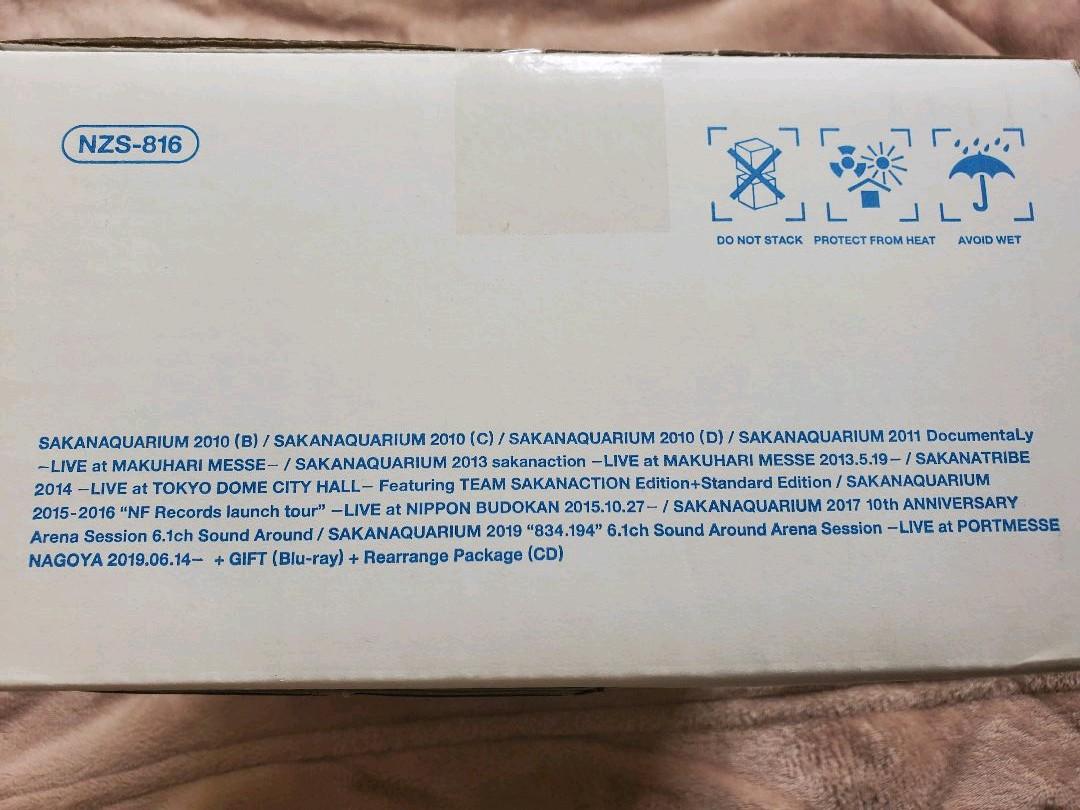 NZS-816
DO NOT STACK PROTECT FROM HEAT AVOID WET
SAKANAQUARIUM 2010 (B) / SAKANAQUARIUM 2010 (C) / SAKANAQUARIUM 2010 (D) / SAKANAQUARIUM 2011 DocumentaLy
–LIVE at MAKUHARI MESSE– / SAKANAQUARIUM 2013 sakanaction –LIVE at MAKUHARI MESSE 2013.5.19– / SAKANATRIBE
2014 –LIVE at TOKYO DOME CITY HALL– Featuring TEAM SAKANACTION Edition+Standard Edition / SAKANAQUARIUM
2015-2016 “NF Records launch tour” –LIVE at NIPPON BUDOKAN 2015.10.27– / SAKANAQUARIUM 2017 10th ANNIVERSARY
Arena Session 6.1ch Sound Around / SAKANAQUARIUM 2019 “834.194” 6.1ch Sound Around Arena Session –LIVE at PORTMESSE
NAGOYA 2019.06.14– + GIFT (Blu-ray) + Rearrange Package (CD)